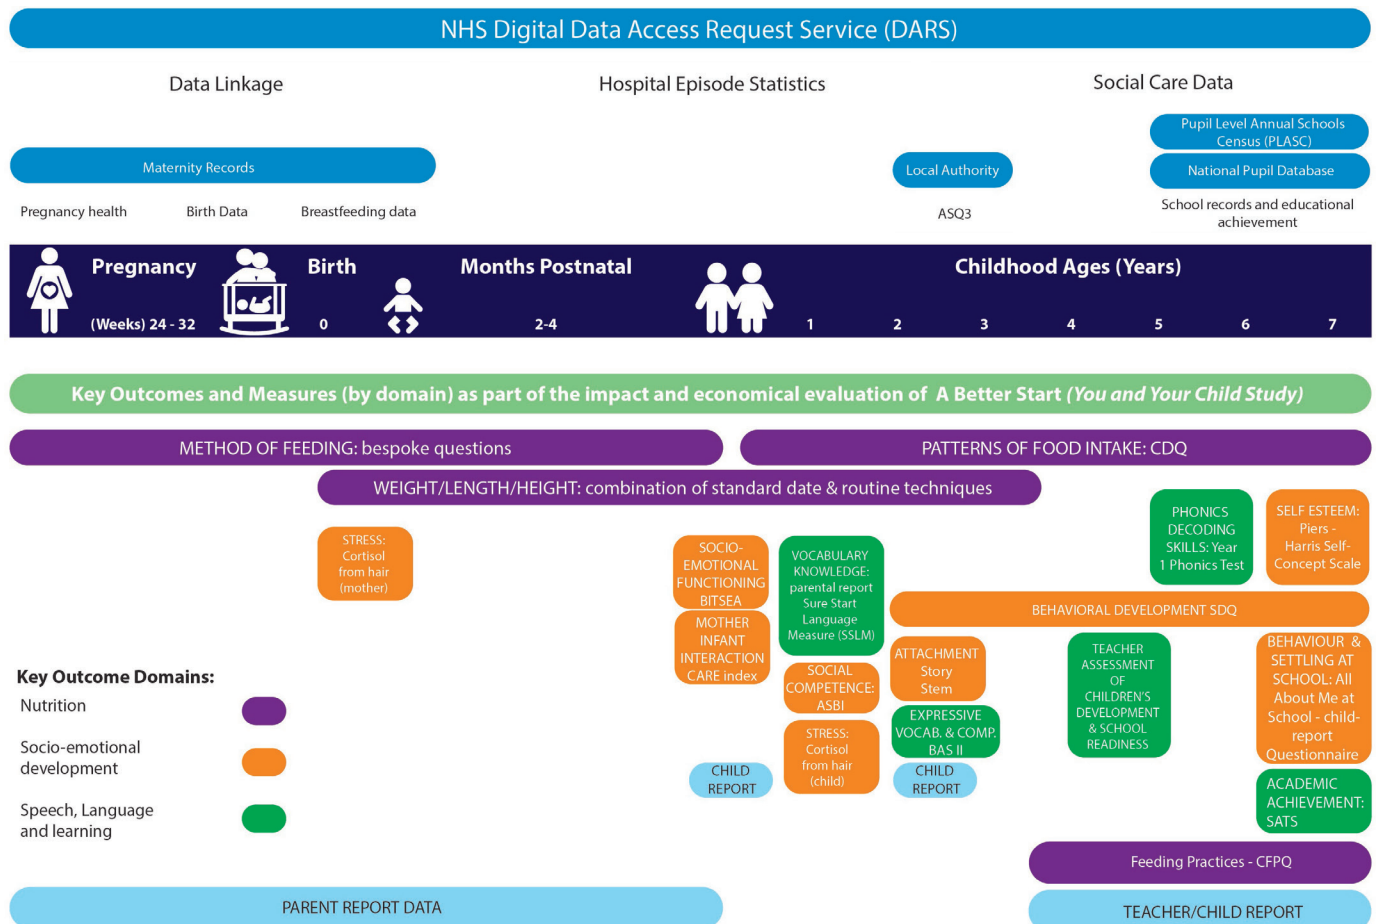 NHS Digital Data Access Request Service (DARS)
Data Linkage
Hospital Episode Statistics
Social Care Data
Pupil Level Annual Schools
Census (PLASC)
Maternity Records
Local Authority
National Pupil Database
Pregnancy health
Birth Data
Breastfeeding data
ASQ3
School records and educational
achievement
Pregnancy
Birth
Months Postnatal
Childhood Ages (Years)
(Weeks) 24 - 32
0
2-4
1
2
3
4
5
6
7
Key Outcomes and Measures (by domain) as part of the impact and economical evaluation of A Better Start (You and Your Child Study)
METHOD OF FEEDING: bespoke questions
PATTERNS OF FOOD INTAKE: CDQ
WEIGHT/LENGTH/HEIGHT: combination of standard date & routine techniques
STRESS:
Cortisol
from hair
(mother)
SOCIO-
EMOTIONAL
FUNCTIONING
BITSEA
MOTHER
INFANT
INTERACTION
CARE index
CHILD
REPORT
VOCABULARY
KNOWLEDGE:
parental report
Sure Start
Language
Measure (SSLM)
SOCIAL
COMPETENCE:
ASBI
STRESS:
Cortisol
from hair
(child)
PHONICS
DECODING
SKILLS: Year
1 Phonics Test
SELF ESTEEM:
Piers -
Harris Self-
Concept Scale
BEHAVIORAL DEVELOPMENT SDQ
ATTACHMENT
Story
Stem
EXPRESSIVE
VOCAB. & COMP.
BAS II
CHILD
REPORT
TEACHER
ASSESSMENT
OF
CHILDREN'S
DEVELOPMENT
& SCHOOL
READINESS
BEHAVIOUR &
SETTLING AT
SCHOOL: All
About Me at
School - child-
report
Questionnaire
ACADEMIC
ACHIEVEMENT:
SATS
Key Outcome Domains:
Nutrition
Socio-emotional
development
Speech, Language
and learning
Feeding Practices - CFPQ
PARENT REPORT DATA
TEACHER/CHILD REPORT